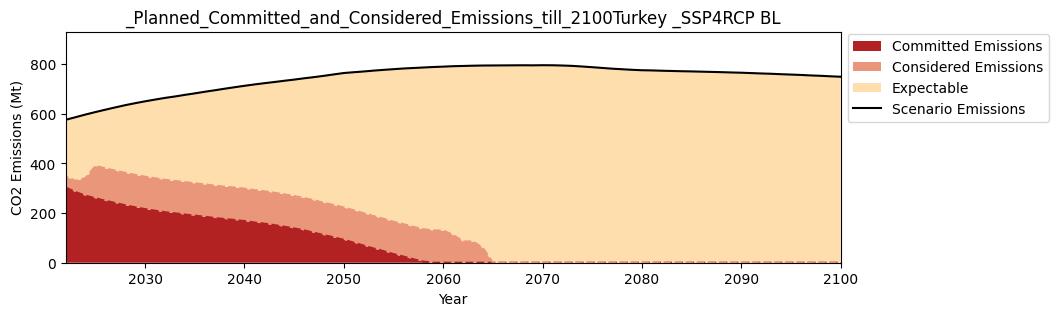 _Planned_Committed_and_Considered_Emissions_till_2100Turkey _SSP4RCP BL
Committed Emissions
Considered Emissions
Expectable
Scenario Emissions
CO2 Emissions (Mt)
800
600
400
200
0
2030 2040 2050 2060 2070 2080 2090 2100
Year